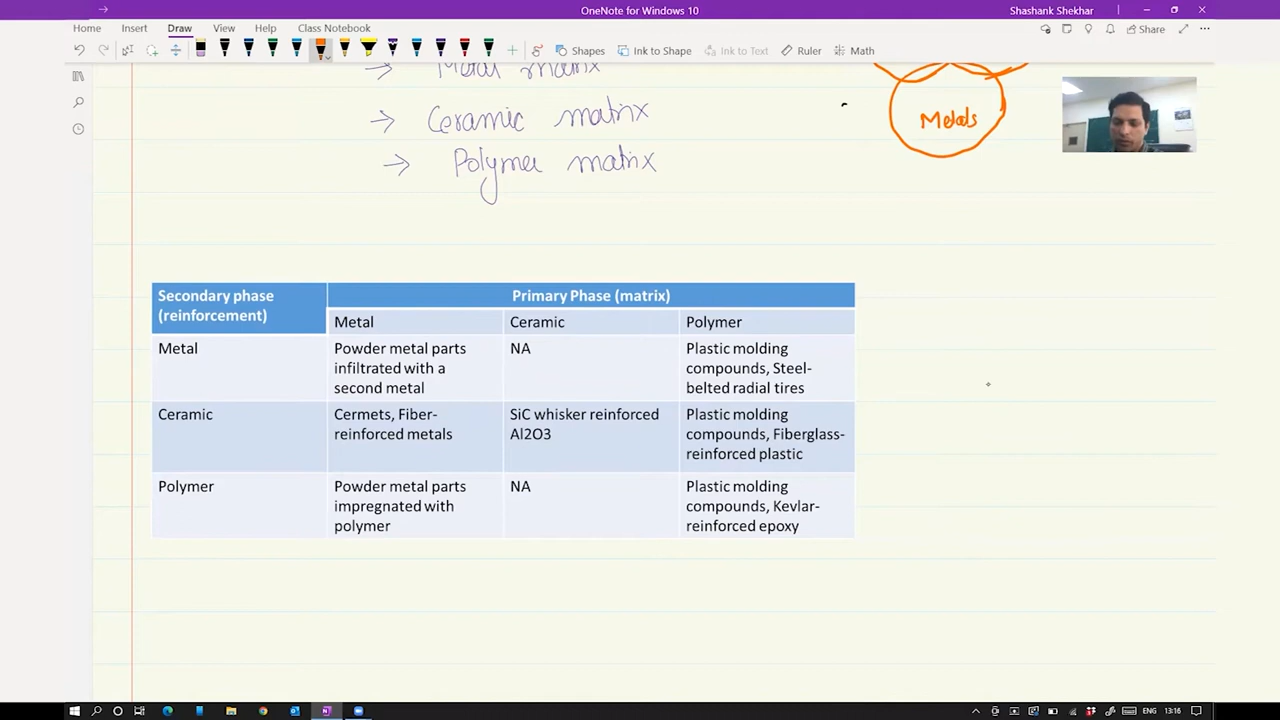 OneNote for Windows 10
Shashank Shekhar
Home Insert Draw View Help Class Notebook
Share
Shapes Ink to Shape Ink to Text Ruler Math
→ Metal matrix
→ Ceramic matrix
→ Polymer matrix
Metals
Secondary phase (reinforcement) Primary Phase (matrix)
Metal Ceramic Polymer
Metal Powder metal parts NA Plastic molding
infiltrated with a compounds, Steel-
second metal belted radial tires
Ceramic Cermets, Fiber- SiC whisker reinforced Plastic molding
reinforced metals Al2O3 compounds, Fiberglass-
reinforced plastic
Polymer Powder metal parts NA Plastic molding
impregnated with compounds, Kevlar-
polymer reinforced epoxy
ENG 13:16